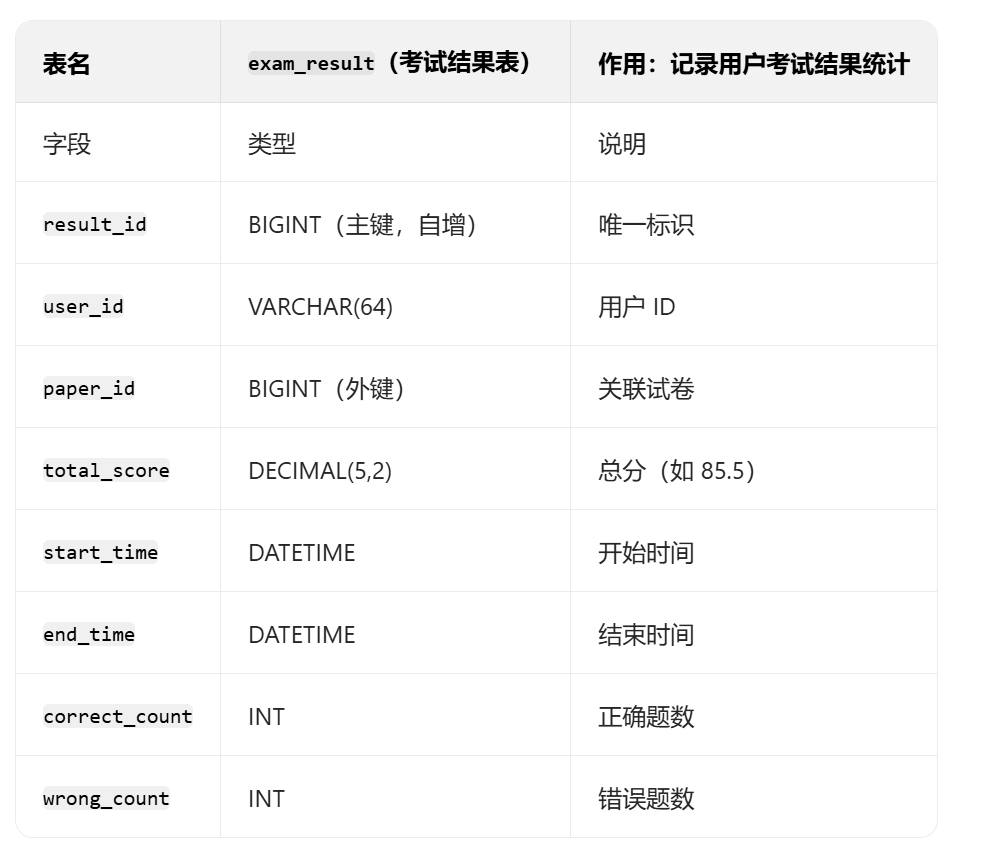 表名 exam_result（考试结果表） 作用：记录用户考试结果统计
字段 类型 说明
result_id BIGINT（主键，自增） 唯一标识
user_id VARCHAR(64) 用户 ID
paper_id BIGINT（外键） 关联试卷
total_score DECIMAL(5,2) 总分（如 85.5）
start_time DATETIME 开始时间
end_time DATETIME 结束时间
correct_count INT 正确题数
wrong_count INT 错误题数